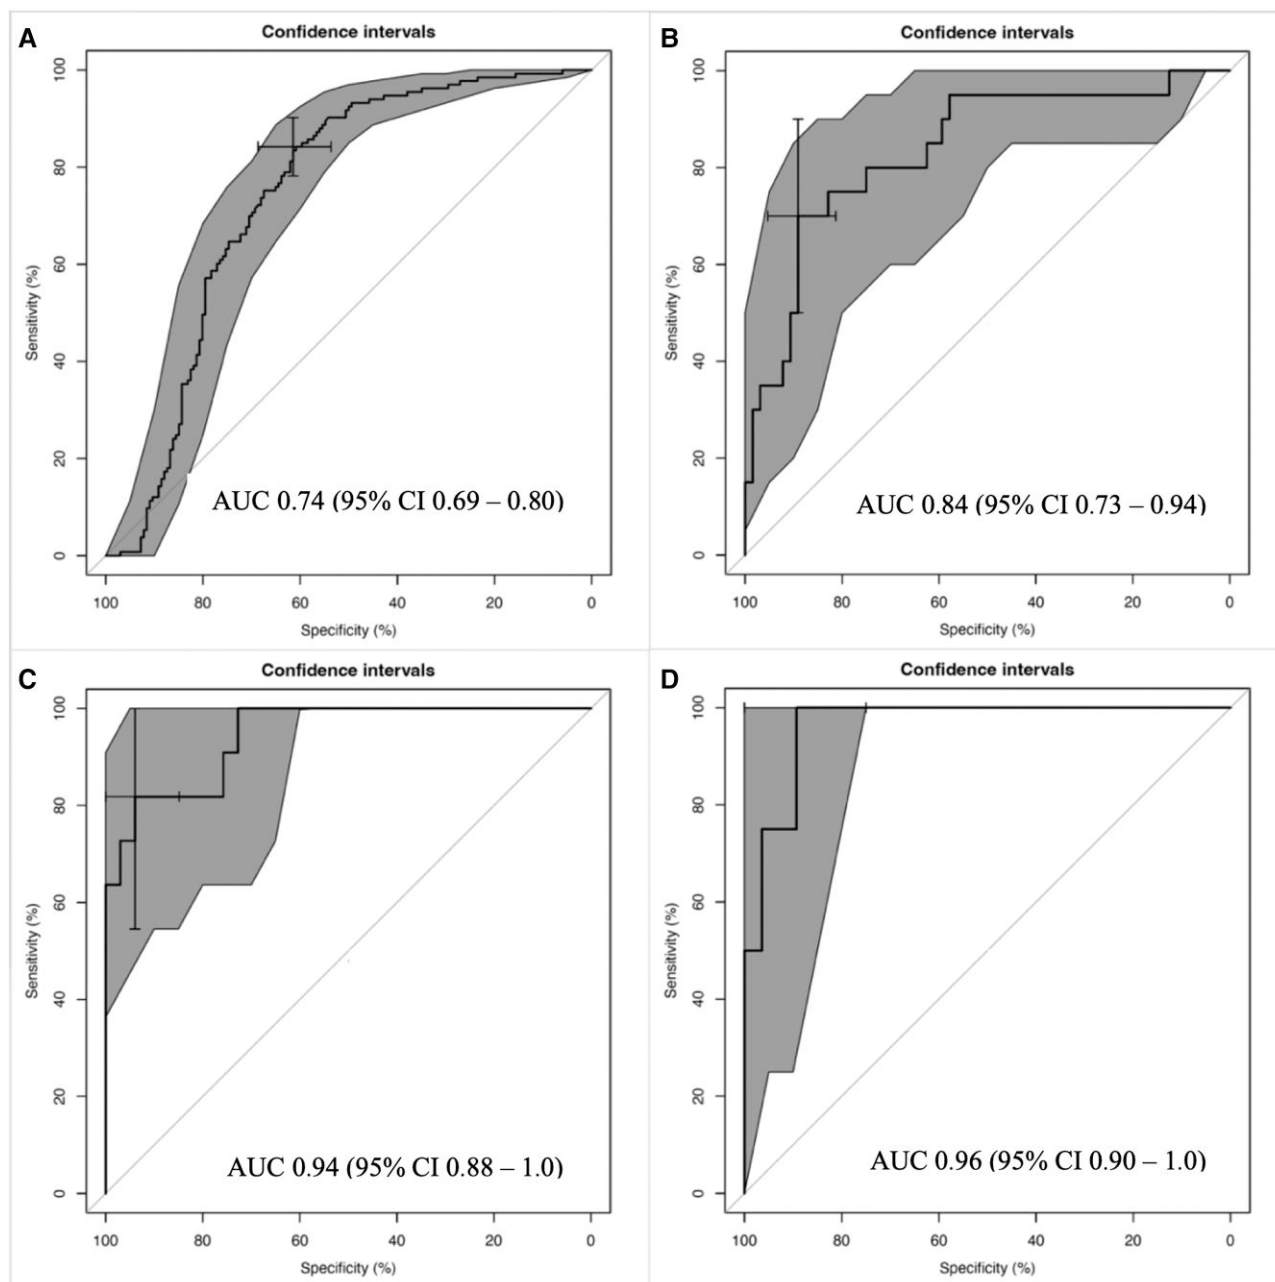 A
Confidence intervals
Sensitivity (%)
100
80
60
40
20
0
AUC 0.74 (95% CI 0.69 – 0.80)
100 80 60 40 20 0
Specificity (%)
B
Confidence intervals
Sensitivity (%)
100
80
60
40
20
0
AUC 0.84 (95% CI 0.73 – 0.94)
100 80 60 40 20 0
Specificity (%)
C
Confidence intervals
Sensitivity (%)
100
80
60
40
20
0
AUC 0.94 (95% CI 0.88 – 1.0)
100 80 60 40 20 0
Specificity (%)
D
Confidence intervals
Sensitivity (%)
100
80
60
40
20
0
AUC 0.96 (95% CI 0.90 – 1.0)
100 80 60 40 20 0
Specificity (%)